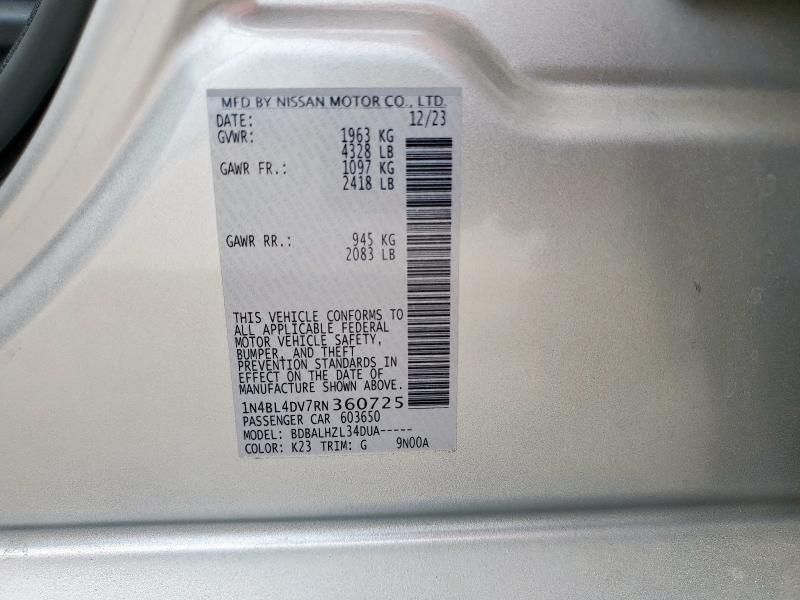 MFD BY NISSAN MOTOR CO., LTD.
DATE: 12/23
GVWR: 1963 KG
4328 LB
GAWR FR.: 1097 KG
2418 LB
GAWR RR.: 945 KG
2083 LB
THIS VEHICLE CONFORMS TO
ALL APPLICABLE FEDERAL
MOTOR VEHICLE SAFETY,
BUMPER, AND THEFT
PREVENTION STANDARDS IN
EFFECT ON THE DATE OF
MANUFACTURE SHOWN ABOVE.
1N4BL4DV7RN360725
PASSENGER CAR 603650
MODEL: BDBALHZL34DUA-----
COLOR: K23 TRIM: G 9N00A